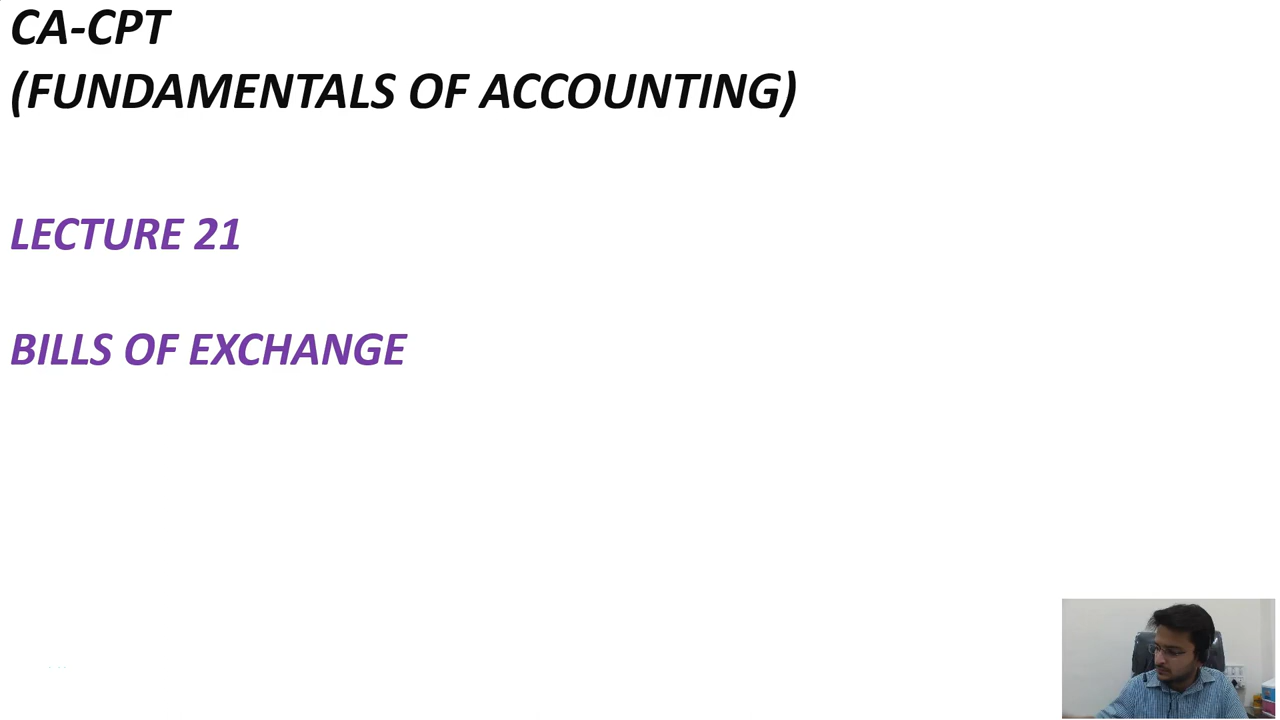 CA-CPT
(FUNDAMENTALS OF ACCOUNTING)
LECTURE 21
BILLS OF EXCHANGE